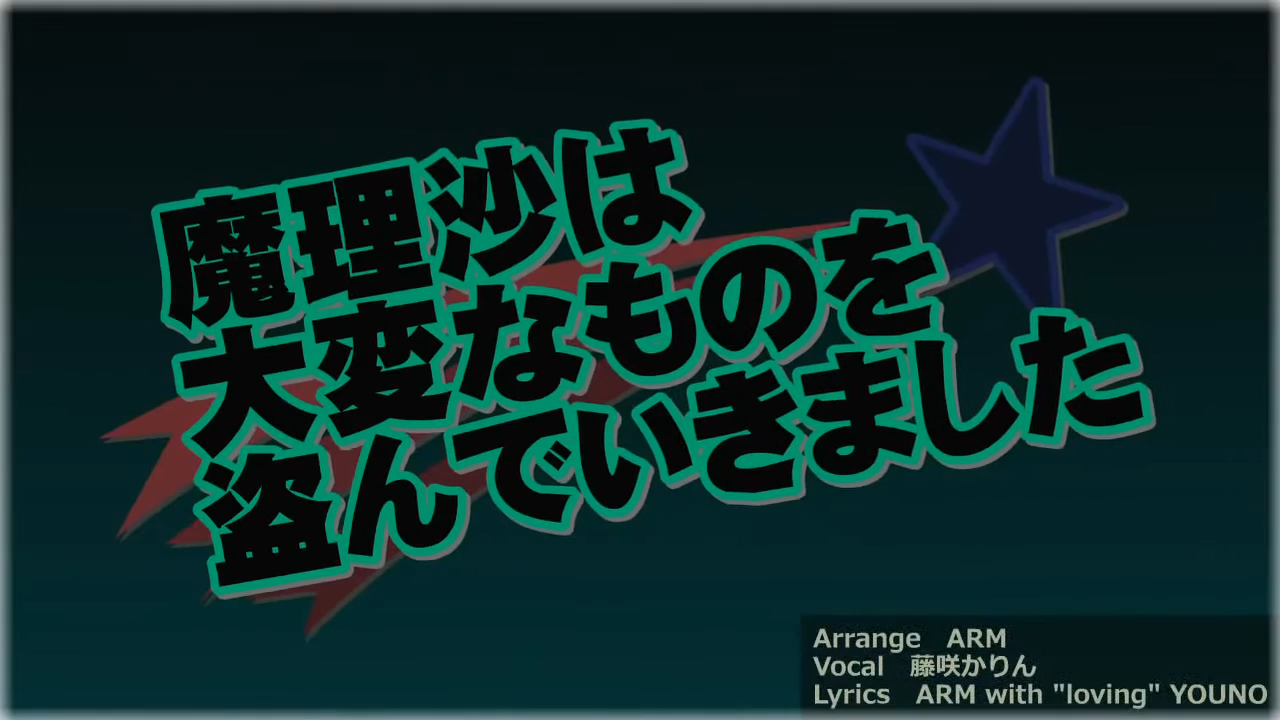 魔理沙は
大変なものを
盗んでいきました
Arrange ARM
Vocal 藤咲かりん
Lyrics ARM with "loving" YOUNO